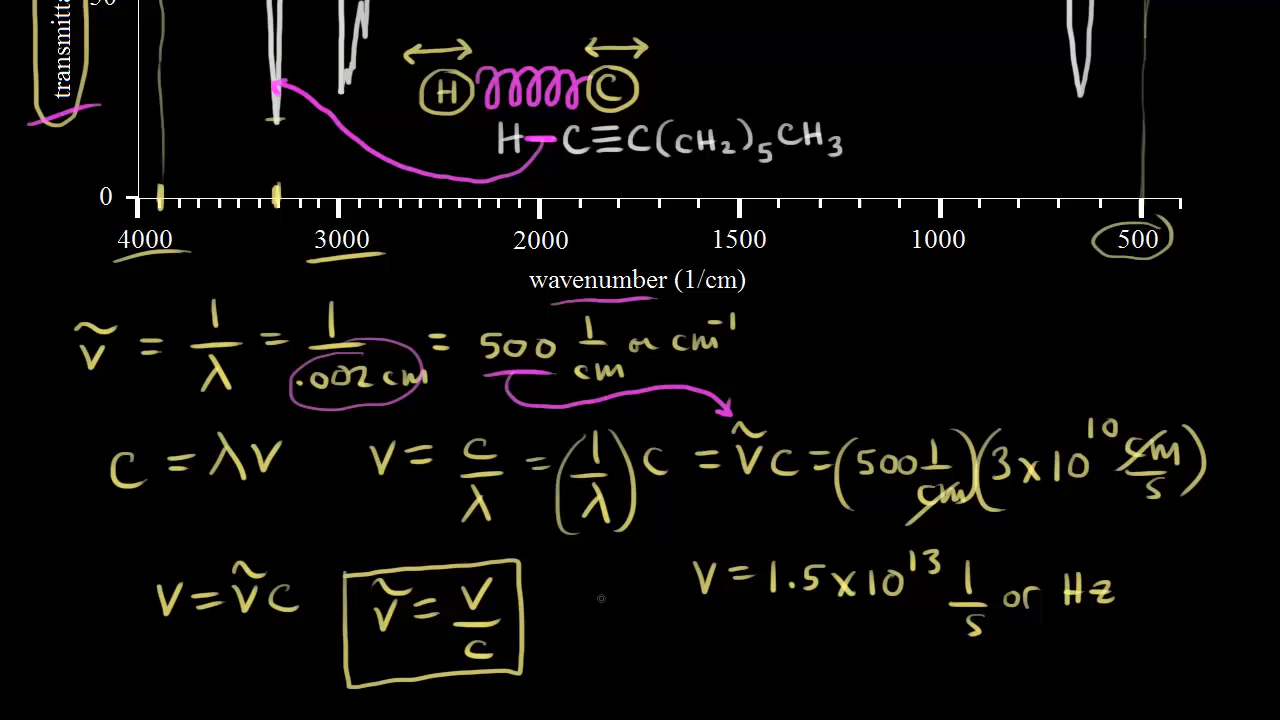 50
transmitta
H C
H-C≡C(CH₂)₅CH₃
0
4000 3000 2000 1500 1000 500
wavenumber (1/cm)
ṽ = 1/λ = 1/.002 cm = 500 1/cm or cm⁻¹
C = λν ν = c/λ = (1/λ) C = ṽ C = (500 1/cm)(3 x 10¹⁰ cm/s)
ν = ṽ C ṽ = ν/c ν = 1.5 x 10¹³ 1/s or Hz